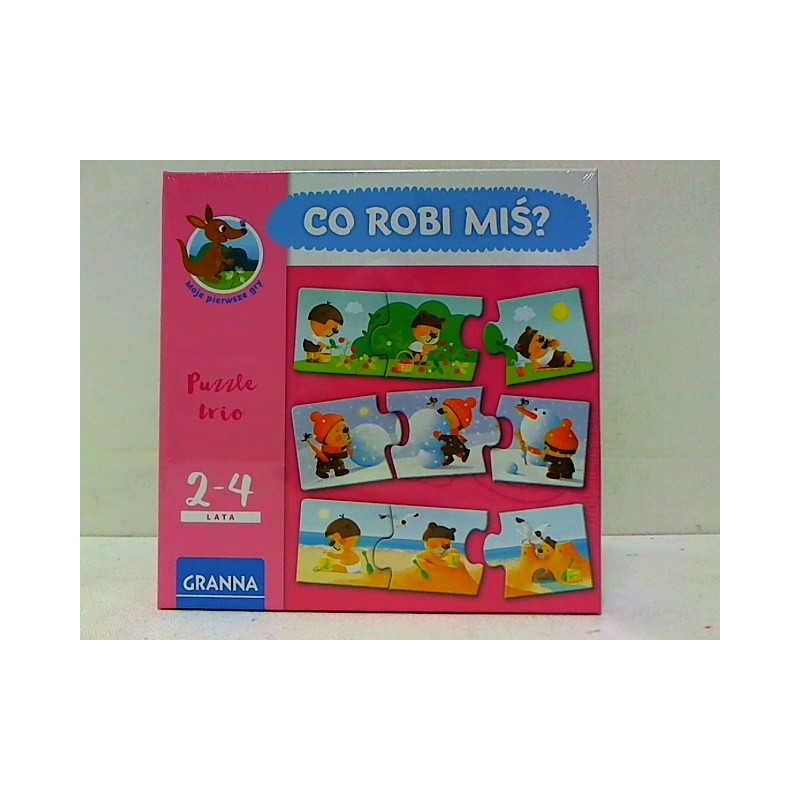 CO ROBI MIŚ?
Moje pierwsze gry
Puzzle
trio
2-4
LATA
GRANNA